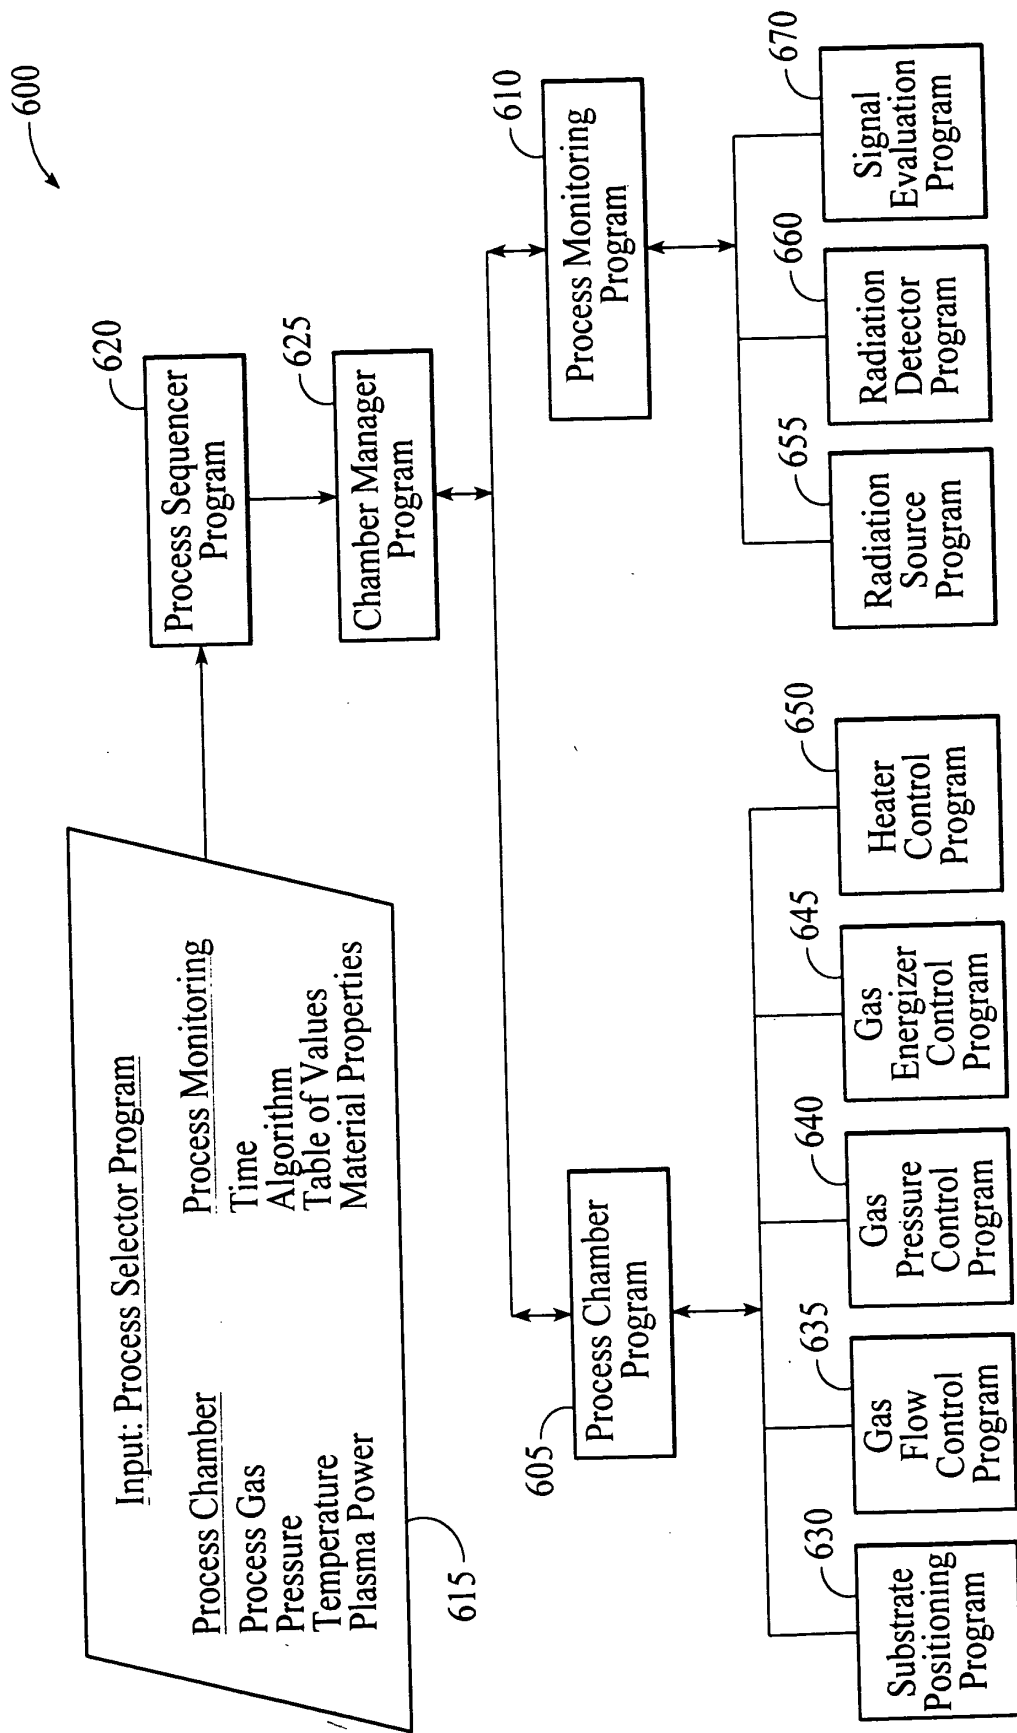 600
Input: Process Selector Program
Process Chamber
Process Gas
Pressure
Temperature
Plasma Power
Process Monitoring
Time
Algorithm
Table of Values
Material Properties
615
620
Process Sequencer
Program
625
Chamber Manager
Program
605
Process Chamber
Program
610
Process Monitoring
Program
630
Substrate
Positioning
Program
635
Gas
Flow
Control
Program
640
Gas
Pressure
Control
Program
645
Gas
Energizer
Control
Program
650
Heater
Control
Program
655
Radiation
Source
Program
660
Radiation
Detector
Program
670
Signal
Evaluation
Program